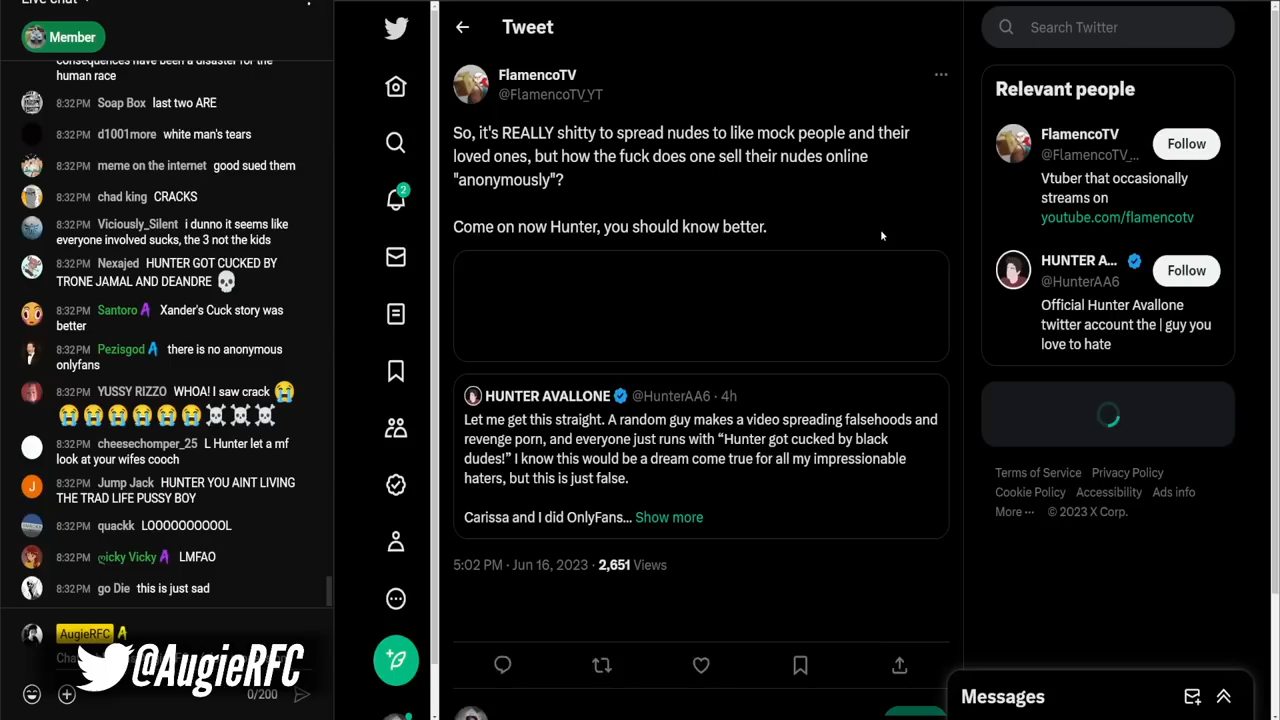 Live chat
Member
consequences have been a disaster for the
human race
8:32PM Soap Box last two ARE
8:32PM d1001more white man's tears
8:32PM meme on the internet good sued them
8:32PM chad king CRACKS
8:32PM Viciously_Silent i dunno it seems like
everyone involved sucks, the 3 not the kids
8:32PM Nexajed HUNTER GOT CUCKED BY
TRONE JAMAL AND DEANDRE 💀
8:32PM Santoro Xander's Cuck story was
better
8:32PM Pezisgod there is no anonymous
onlyfans
8:32PM YUSSY RIZZO WHOA! I saw crack 😭
😭😭😭😭😭😭😭☠️☠️☠️
8:32PM cheesechomper_25 L Hunter let a mf
look at your wifes cooch
8:32PM Jump Jack HUNTER YOU AINT LIVING
THE TRAD LIFE PUSSY BOY
8:32PM quackk LOOOOOOOOOL
8:32PM ღicky Vicky LMFAO
8:32PM go Die this is just sad
AugieRFC
@AugieRFC
0/200
2
Tweet
FlamencoTV
@FlamencoTV_YT
So, it's REALLY shitty to spread nudes to like mock people and their
loved ones, but how the fuck does one sell their nudes online
"anonymously"?
Come on now Hunter, you should know better.
HUNTER AVALLONE @HunterAA6 · 4h
Let me get this straight. A random guy makes a video spreading falsehoods and
revenge porn, and everyone just runs with “Hunter got cucked by black
dudes!” I know this would be a dream come true for all my impressionable
haters, but this is just false.
Carissa and I did OnlyFans... Show more
5:02 PM · Jun 16, 2023 · 2,651 Views
Search Twitter
Relevant people
FlamencoTV
@FlamencoTV_...
Follow
Vtuber that occasionally
streams on
youtube.com/flamencotv
HUNTER A...
@HunterAA6
Follow
Official Hunter Avallone
twitter account the | guy you
love to hate
Terms of Service Privacy Policy
Cookie Policy Accessibility Ads info
More ··· © 2023 X Corp.
Messages